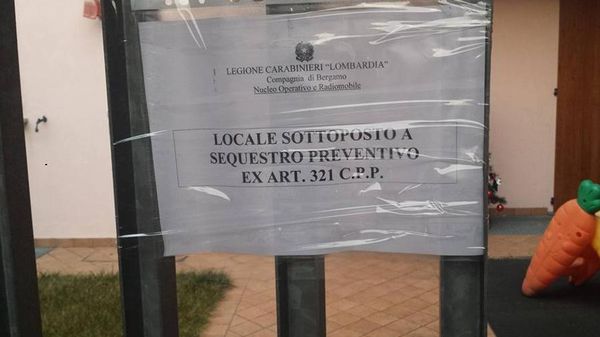 LEGIONE CARABINIERI "LOMBARDIA"
Compagnia di Bergamo
Nucleo Operativo e Radiomobile
LOCALE SOTTOPOSTO A
SEQUESTRO PREVENTIVO
EX ART. 321 C.P.P.